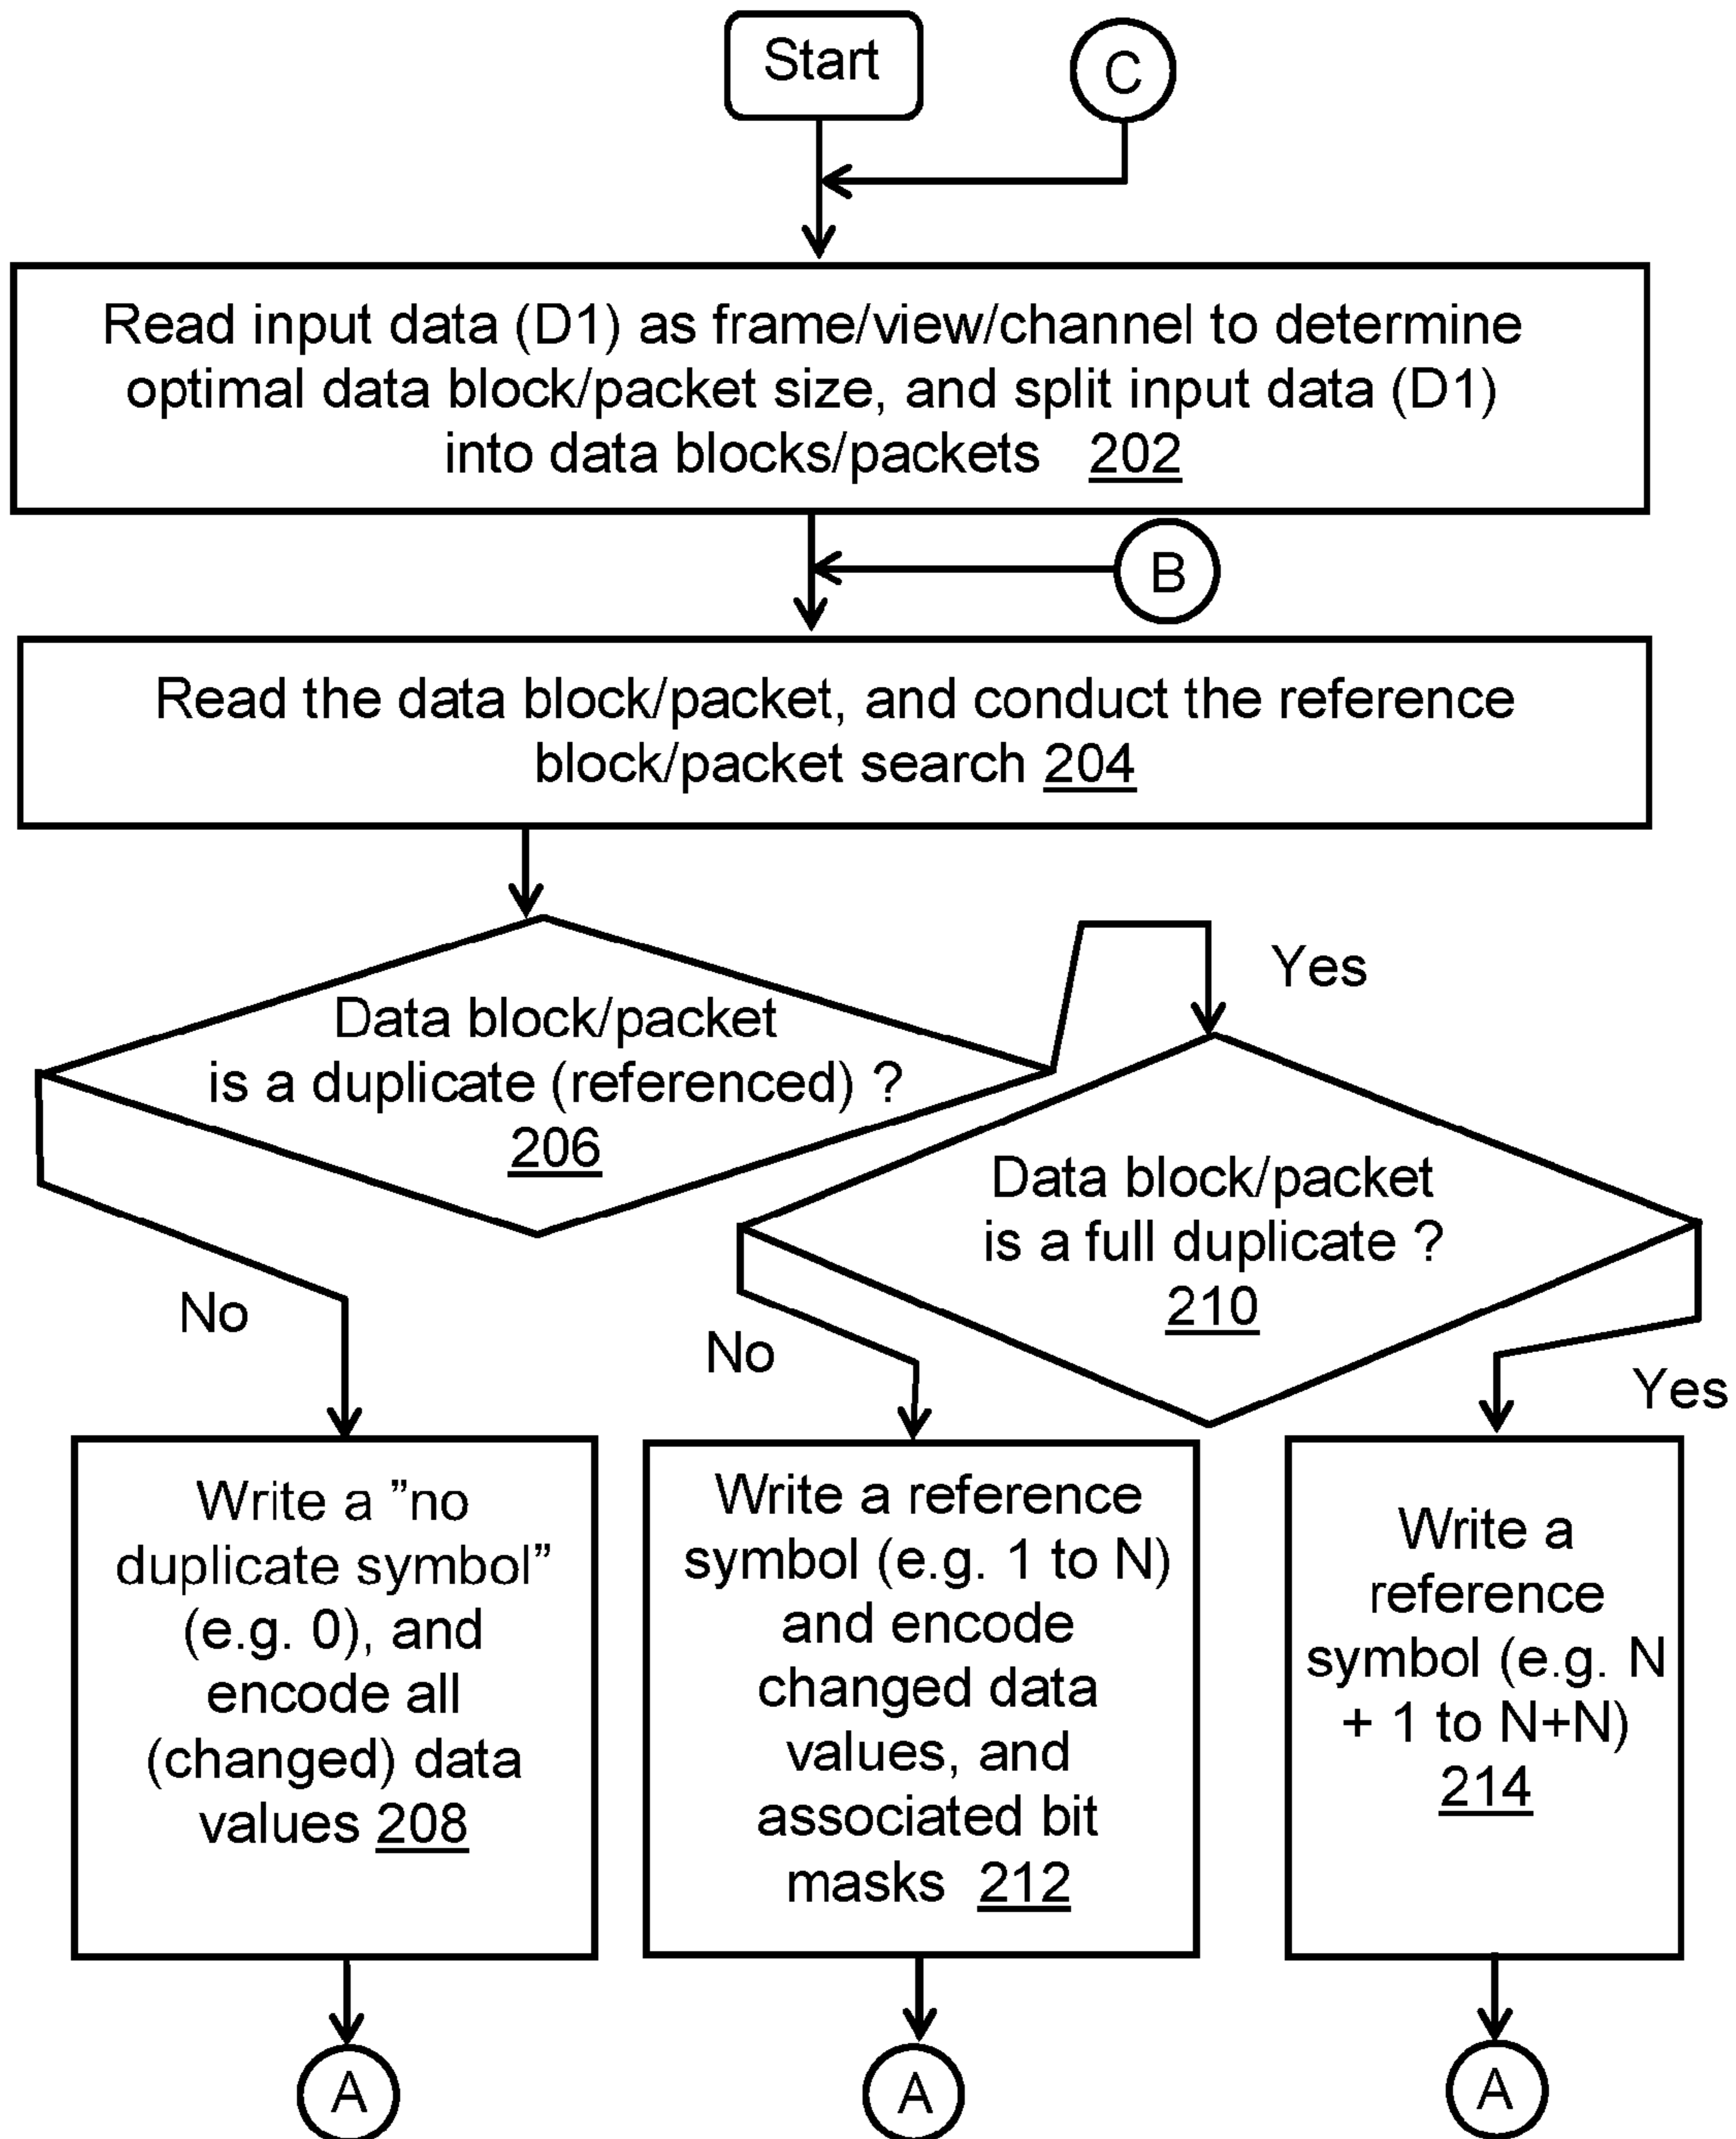 Start
C
Read input data (D1) as frame/view/channel to determine
optimal data block/packet size, and split input data (D1)
into data blocks/packets 202
B
Read the data block/packet, and conduct the reference
block/packet search 204
Yes
Data block/packet
is a duplicate (referenced) ?
206
Data block/packet
is a full duplicate ?
210
No
No
Yes
Write a ”no
duplicate symbol”
(e.g. 0), and
encode all
(changed) data
values 208
Write a reference
symbol (e.g. 1 to N)
and encode
changed data
values, and
associated bit
masks 212
Write a
reference
symbol (e.g. N
+ 1 to N+N)
214
A
A
A